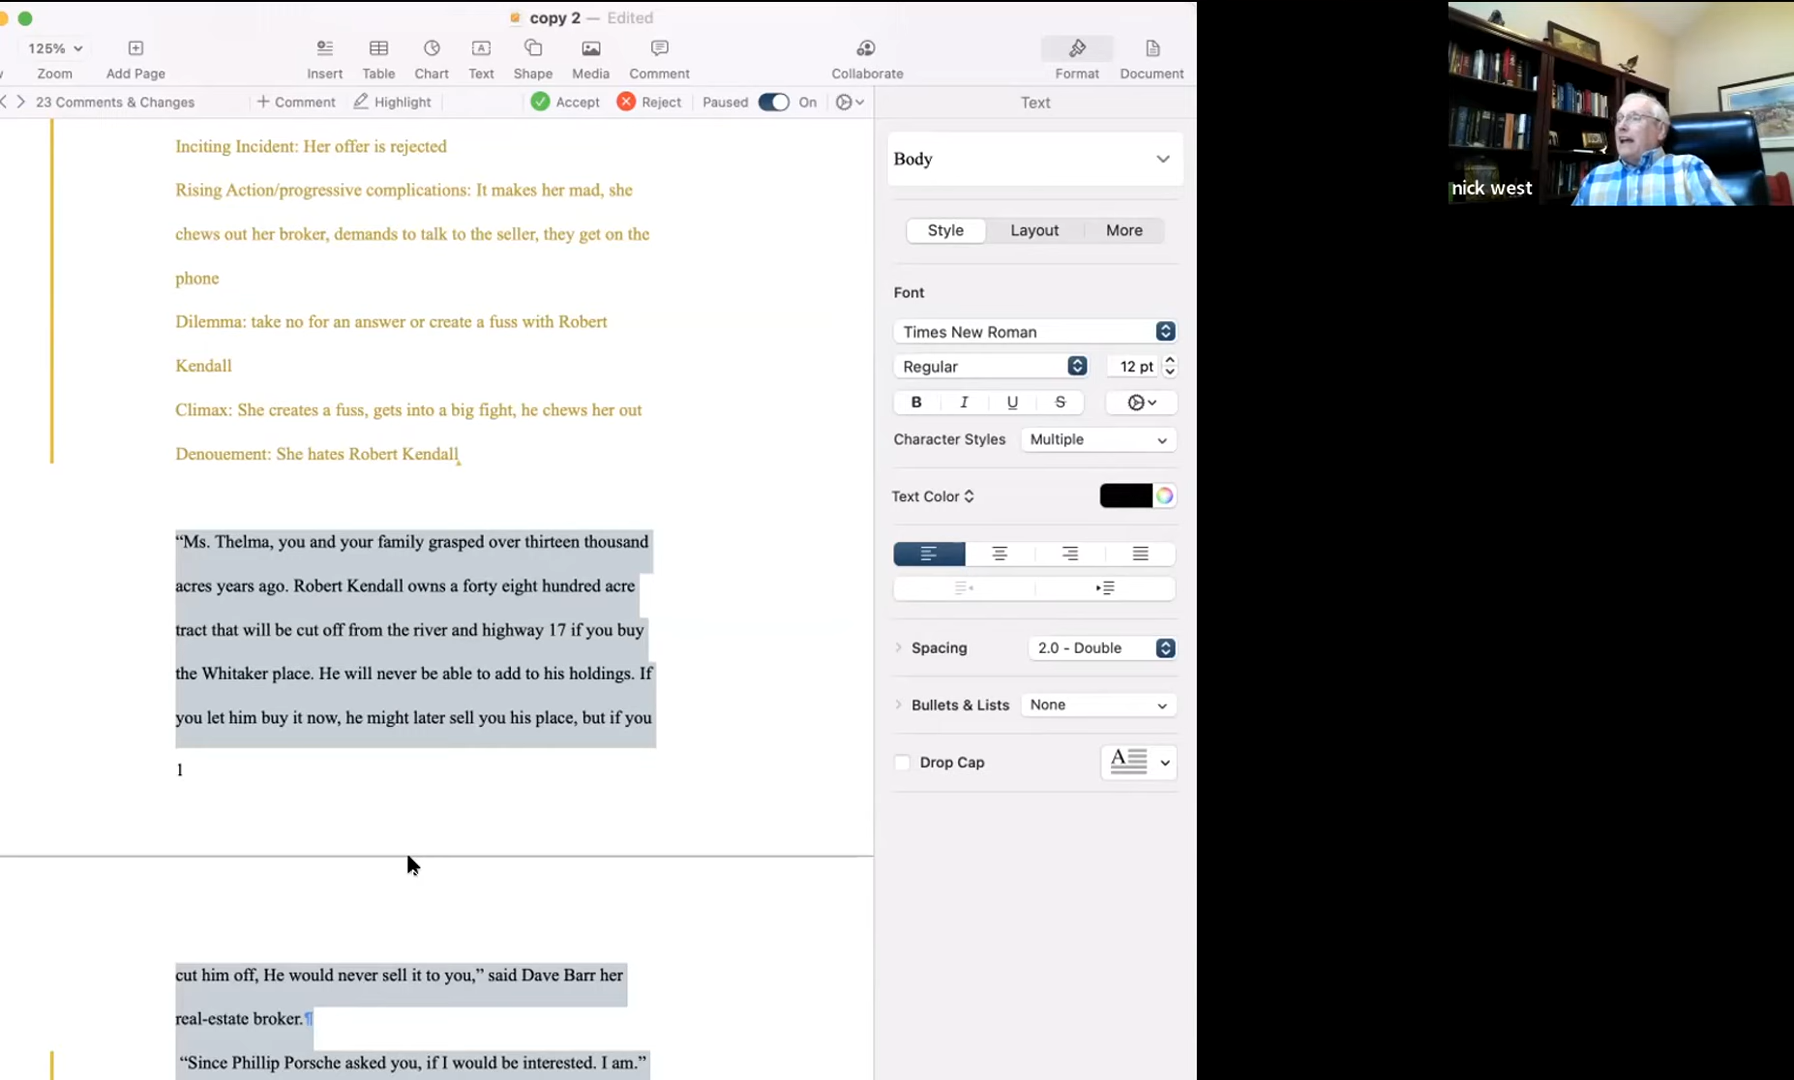 copy 2 — Edited
125%
Zoom
Add Page
Insert
Table
Chart
Text
Shape
Media
Comment
Collaborate
Format
Document
23 Comments & Changes
+ Comment
Highlight
Accept
Reject
Paused
On
Text
Inciting Incident: Her offer is rejected
Rising Action/progressive complications: It makes her mad, she
chews out her broker, demands to talk to the seller, they get on the
phone
Dilemma: take no for an answer or create a fuss with Robert
Kendall
Climax: She creates a fuss, gets into a big fight, he chews her out
Denouement: She hates Robert Kendall
“Ms. Thelma, you and your family grasped over thirteen thousand
acres years ago. Robert Kendall owns a forty eight hundred acre
tract that will be cut off from the river and highway 17 if you buy
the Whitaker place. He will never be able to add to his holdings. If
you let him buy it now, he might later sell you his place, but if you
1
cut him off, He would never sell it to you,” said Dave Barr her
real-estate broker.¶
“Since Phillip Porsche asked you, if I would be interested. I am.”
Body
Style
Layout
More
Font
Times New Roman
Regular
12 pt
B I U S
Character Styles
Multiple
Text Color
Spacing
2.0 - Double
Bullets & Lists
None
Drop Cap
A
nick west